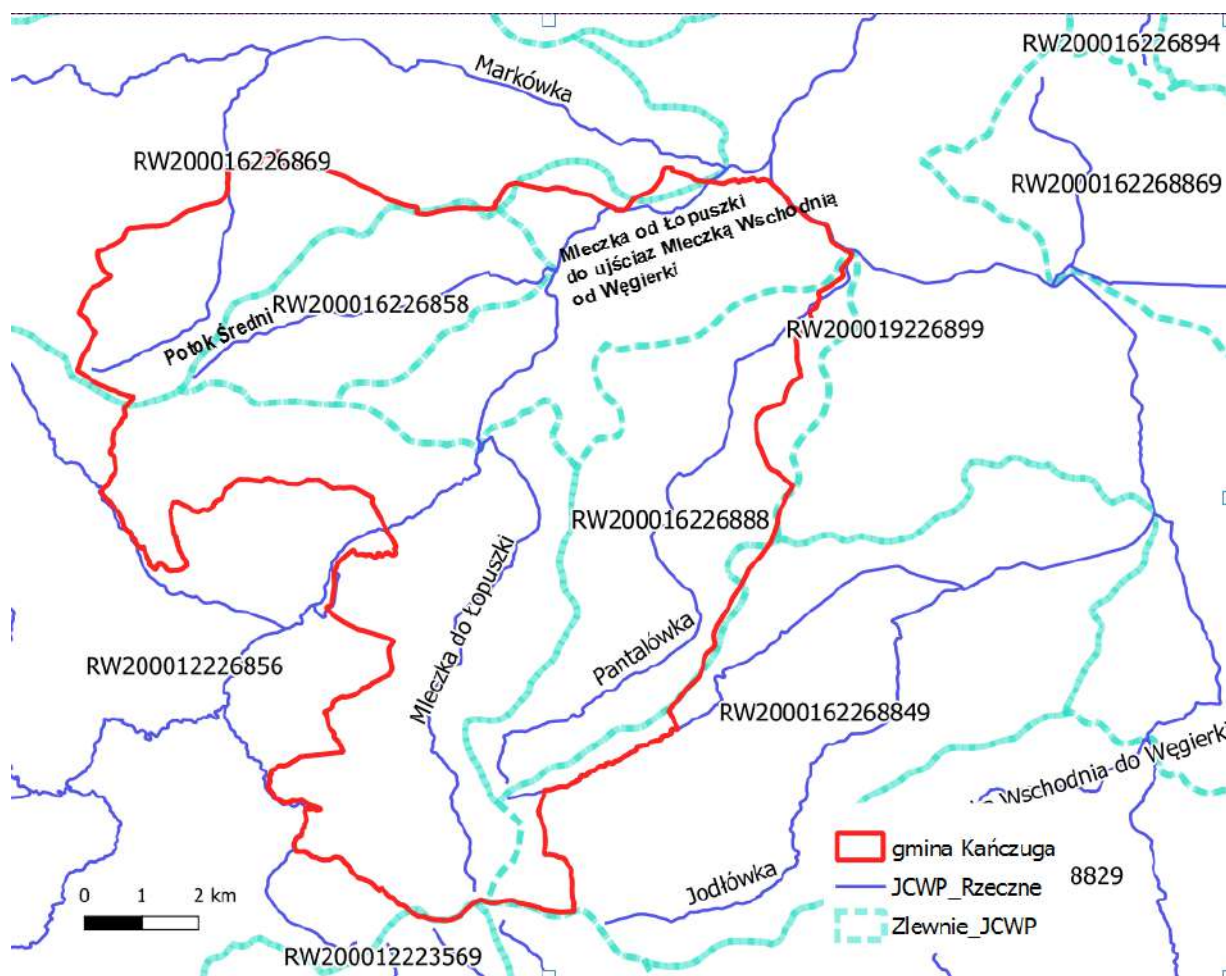 RW200016226894
Markówka
RW200016226869
RW2000162268869
Mleczka od Łopuszki
do ujściaz Mleczką Wschodnią
od Węgierki
RW200016226858
Potok Średni
RW200019226899
RW200016226888
Mleczka do Łopuszki
Pantalówka
RW200012226856
RW2000162268849
Wschodnia do Węgierki
gmina Kańczuga
JCWP_Rzeczne
8829
Zlewnie_JCWP
Jodłówka
0 1 2 km
RW200012223569